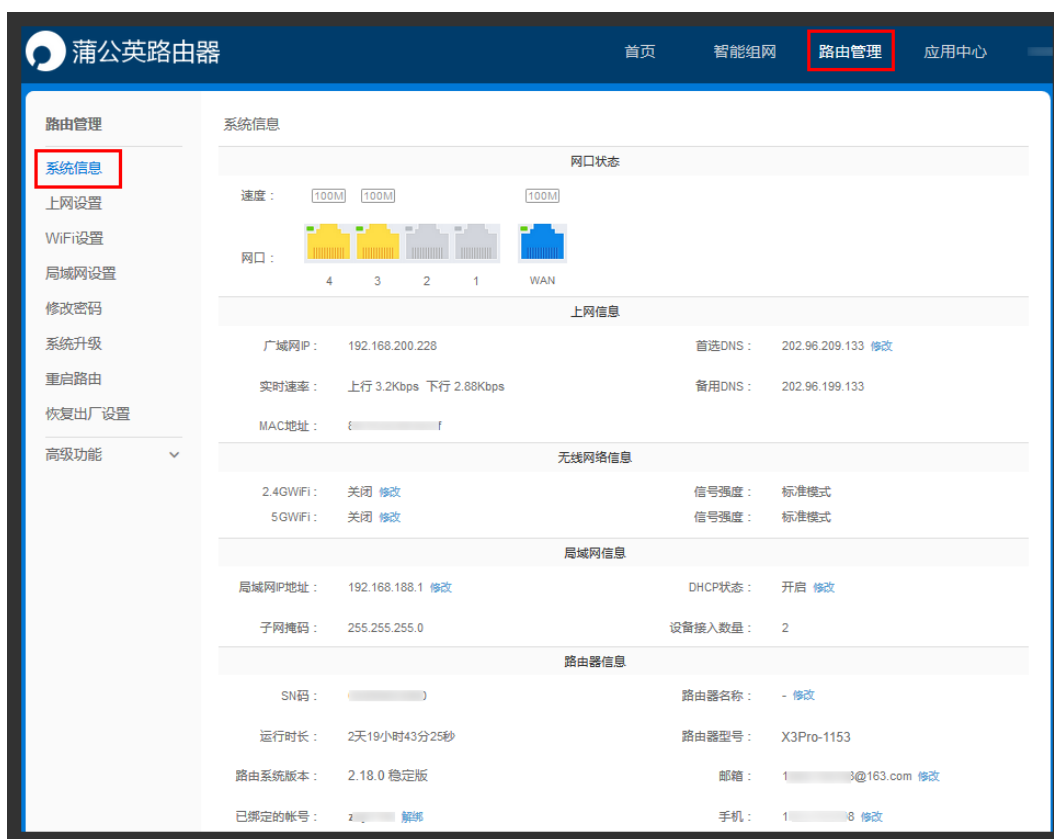 蒲公英路由器
首页 智能组网 路由管理 应用中心
路由管理
系统信息
上网设置
WiFi设置
局域网设置
修改密码
系统升级
重启路由
恢复出厂设置
高级功能
系统信息
网口状态
速度： 100M 100M 100M
网口：
4 3 2 1 WAN
上网信息
广域网IP： 192.168.200.228 首选DNS： 202.96.209.133 修改
实时速率： 上行 3.2Kbps 下行 2.88Kbps 备用DNS： 202.96.199.133
MAC地址： f
无线网络信息
2.4GWiFi： 关闭 修改 信号强度： 标准模式
5GWiFi： 关闭 修改 信号强度： 标准模式
局域网信息
局域网IP地址： 192.168.188.1 修改 DHCP状态： 开启 修改
子网掩码： 255.255.255.0 设备接入数量： 2
路由器信息
SN码： 路由器名称： - 修改
运行时长： 2天19小时43分25秒 路由器型号： X3Pro-1153
路由系统版本： 2.18.0 稳定版 邮箱： 1 @163.com 修改
已绑定的帐号： 解绑 手机： 1 8 修改